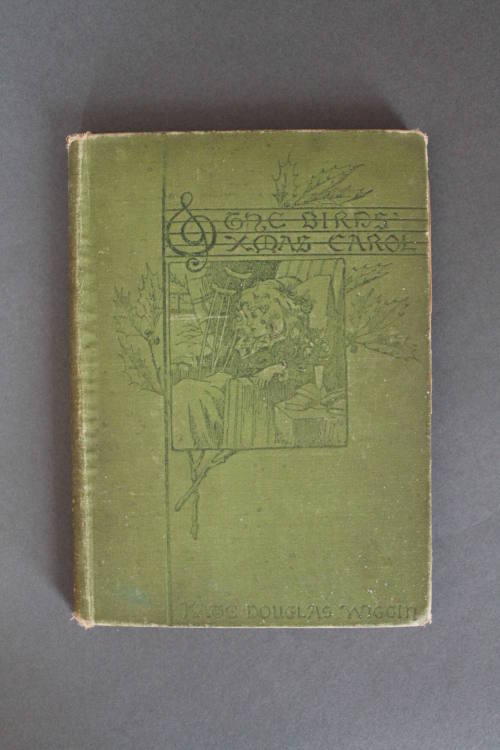 THE BIRDS'
XMAS CAROL
KATE DOUGLAS WIGGIN